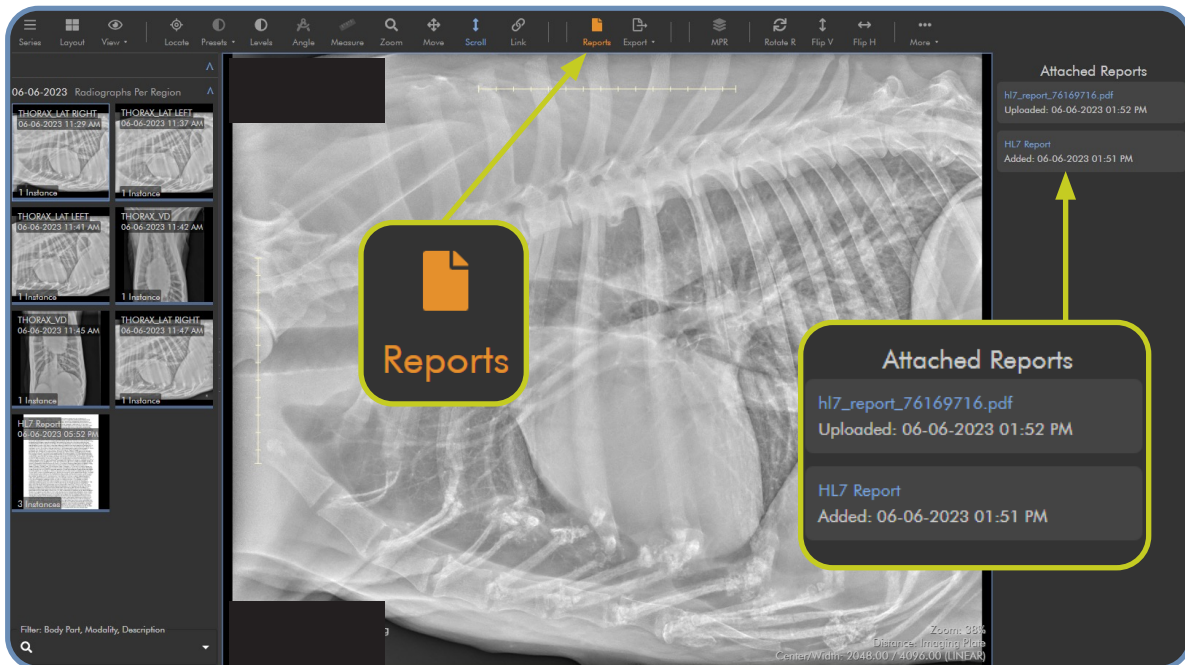 Series Layout View Locate Presets Levels Angle Measure Zoom Move Scroll Link Reports Export MPR Rotate R Flip V Flip H More
06-06-2023 Radiographs Per Region
THORAX_LAT RIGHT
06-06-2023 11:29 AM
1 Instance
THORAX_LAT LEFT
06-06-2023 11:37 AM
1 Instance
THORAX_LAT LEFT
06-06-2023 11:41 AM
1 Instance
THORAX_VD
06-06-2023 11:42 AM
1 Instance
THORAX_VD
06-06-2023 11:45 AM
1 Instance
THORAX_LAT RIGHT
06-06-2023 11:47 AM
1 Instance
HL7 Report
06-06-2023 05:52 PM
3 Instances
Filter: Body Part, Modality, Description
Reports
g
Zoom: 38%
Distance: Imaging Plate
Center/Width: 2048.00 / 4096.00 (LINEAR)
Attached Reports
hl7_report_76169716.pdf
Uploaded: 06-06-2023 01:52 PM
HL7 Report
Added: 06-06-2023 01:51 PM
Attached Reports
hl7_report_76169716.pdf
Uploaded: 06-06-2023 01:52 PM
HL7 Report
Added: 06-06-2023 01:51 PM